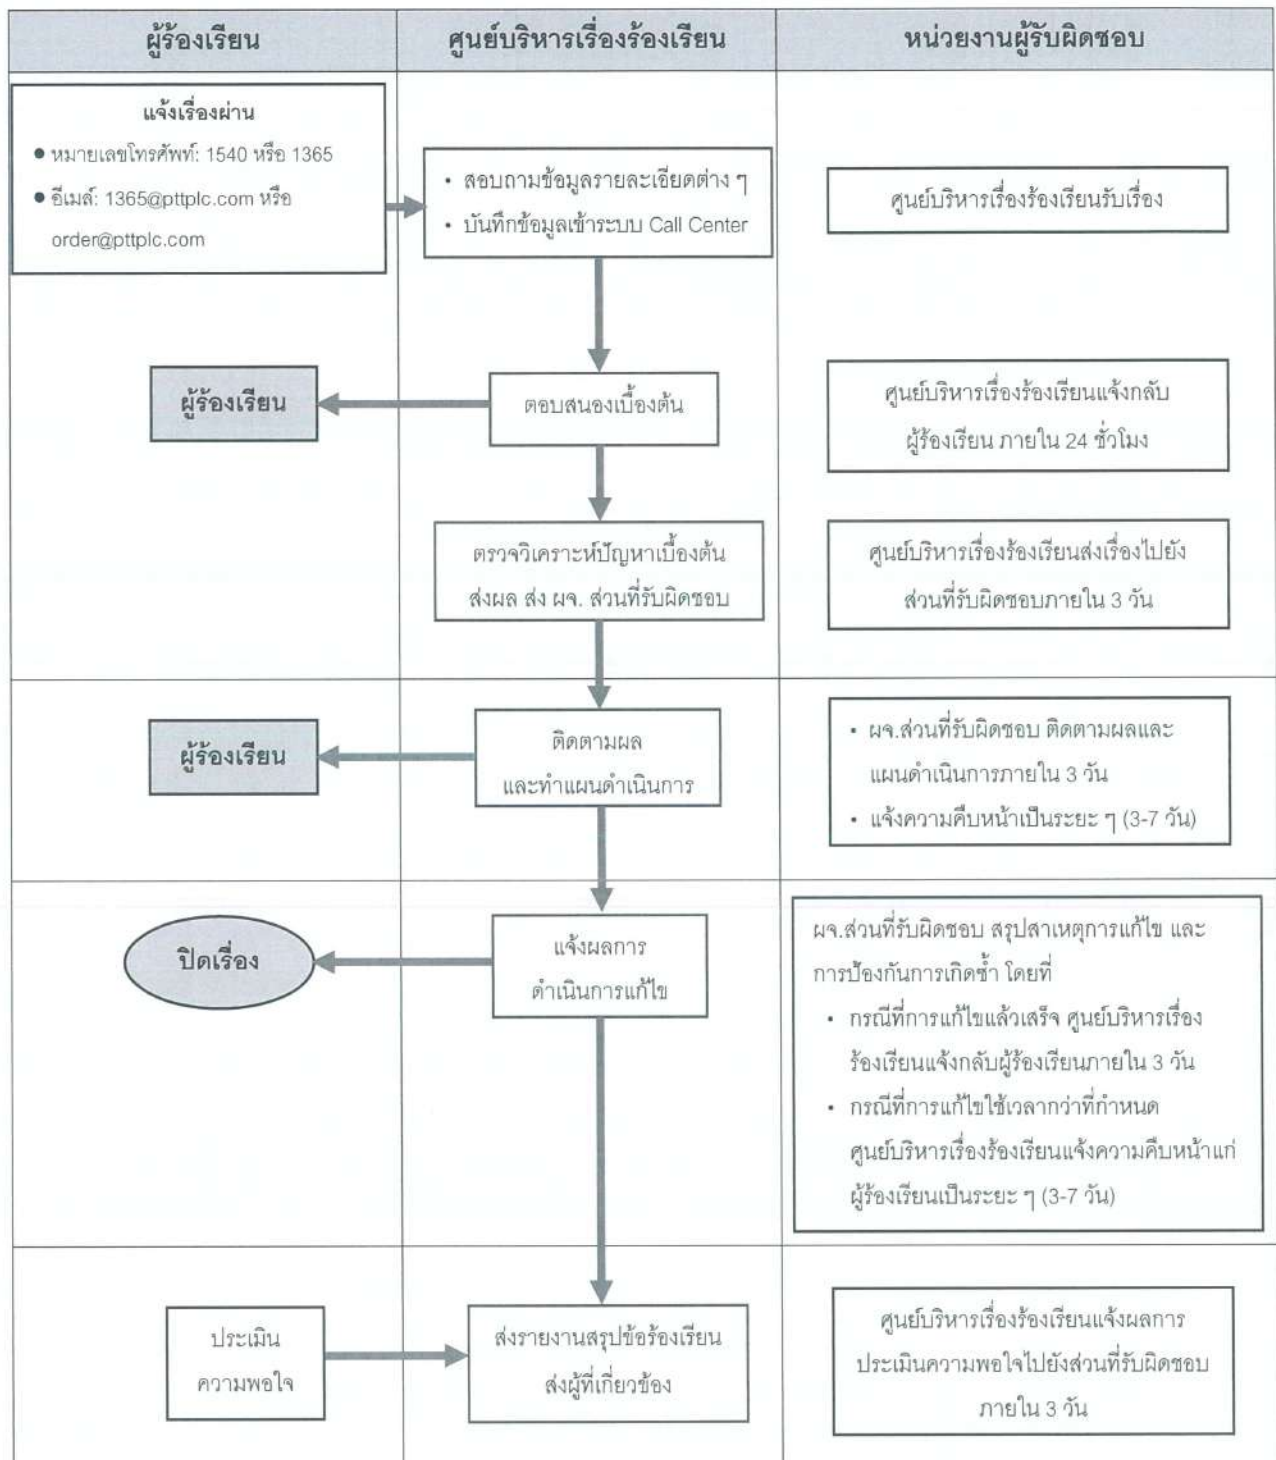 ผู้ร้องเรียน
ศูนย์บริหารเรื่องร้องเรียน
หน่วยงานผู้รับผิดชอบ
แจ้งเรื่องผ่าน
● หมายเลขโทรศัพท์: 1540 หรือ 1365
● อีเมล์: 1365@pttplc.com หรือ
order@pttplc.com
• สอบถามข้อมูลรายละเอียดต่าง ๆ
• บันทึกข้อมูลเข้าระบบ Call Center
ศูนย์บริหารเรื่องร้องเรียนรับเรื่อง
ผู้ร้องเรียน
ตอบสนองเบื้องต้น
ศูนย์บริหารเรื่องร้องเรียนแจ้งกลับ
ผู้ร้องเรียน ภายใน 24 ชั่วโมง
ตรวจวิเคราะห์ปัญหาเบื้องต้น
ส่งผล ส่ง ผจ. ส่วนที่รับผิดชอบ
ศูนย์บริหารเรื่องร้องเรียนส่งเรื่องไปยัง
ส่วนที่รับผิดชอบภายใน 3 วัน
ผู้ร้องเรียน
ติดตามผล
และทำแผนดำเนินการ
• ผจ.ส่วนที่รับผิดชอบ ติดตามผลและ
แผนดำเนินการภายใน 3 วัน
• แจ้งความคืบหน้าเป็นระยะ ๆ (3-7 วัน)
ปิดเรื่อง
แจ้งผลการ
ดำเนินการแก้ไข
ผจ.ส่วนที่รับผิดชอบ สรุปสาเหตุการแก้ไข และ
การป้องกันการเกิดซ้ำ โดยที่
• กรณีที่การแก้ไขแล้วเสร็จ ศูนย์บริหารเรื่อง
ร้องเรียนแจ้งกลับผู้ร้องเรียนภายใน 3 วัน
• กรณีที่การแก้ไขใช้เวลากว่าที่กำหนด
ศูนย์บริหารเรื่องร้องเรียนแจ้งความคืบหน้าแก่
ผู้ร้องเรียนเป็นระยะ ๆ (3-7 วัน)
ประเมิน
ความพอใจ
ส่งรายงานสรุปข้อร้องเรียน
ส่งผู้ที่เกี่ยวข้อง
ศูนย์บริหารเรื่องร้องเรียนแจ้งผลการ
ประเมินความพอใจไปยังส่วนที่รับผิดชอบ
ภายใน 3 วัน